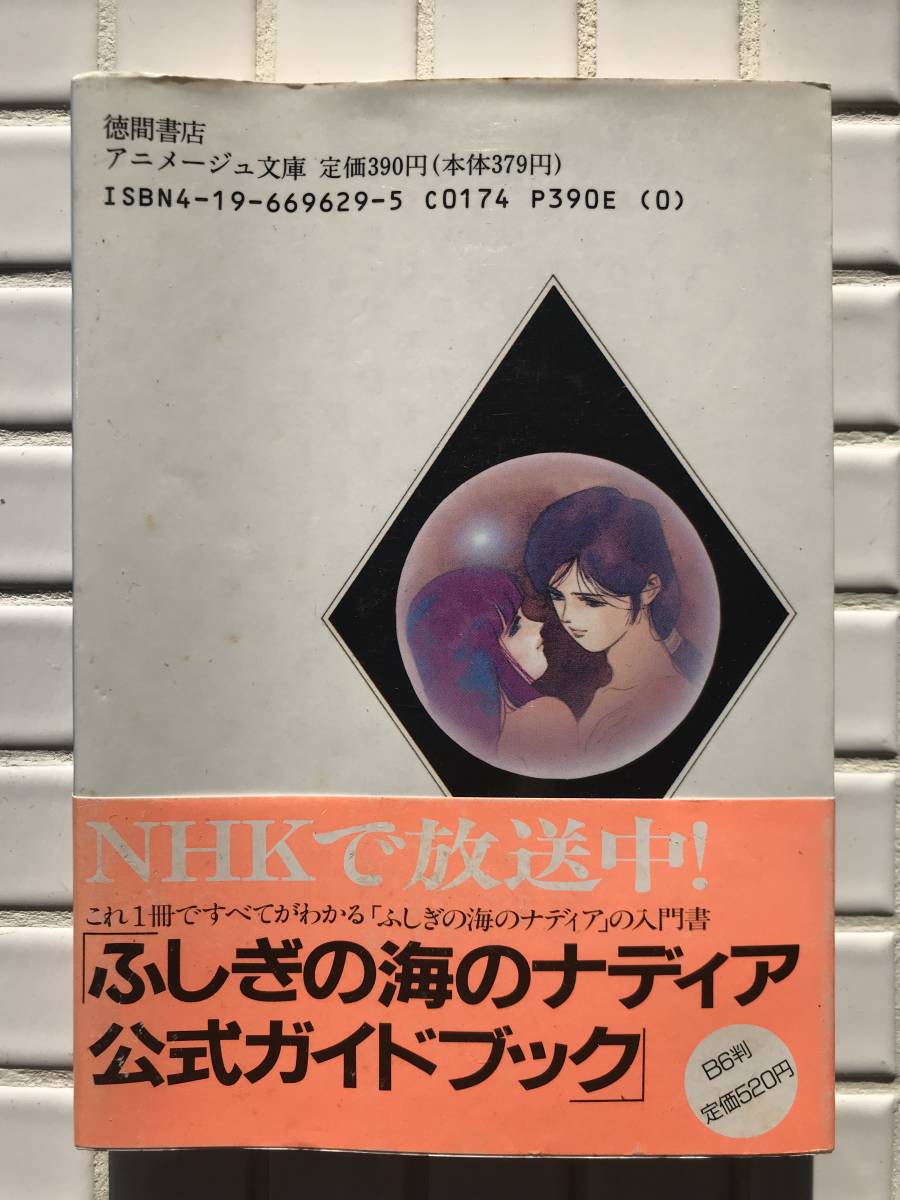 徳間書店
アニメージュ文庫 定価390円(本体379円)
ISBN4-19-669629-5 C0174 P390E (0)
NHKで放送中!
これ1冊ですべてがわかる「ふしぎの海のナディア」の入門書
「ふしぎの海のナディア
公式ガイドブック」
B6判
定価520円